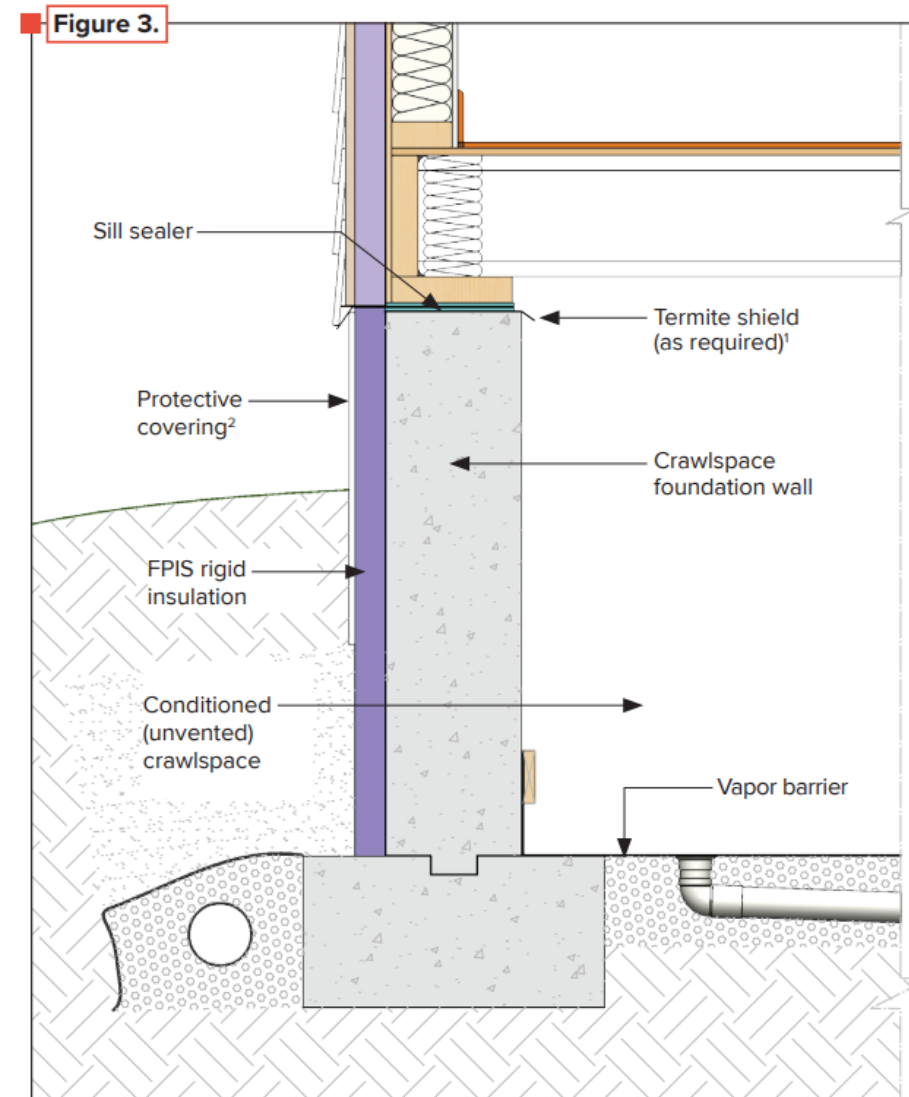 Figure 3.
Sill sealer
Termite shield
(as required)¹
Protective
covering²
Crawlspace
foundation wall
FPIS rigid
insulation
Conditioned
(unvented)
crawlspace
Vapor barrier